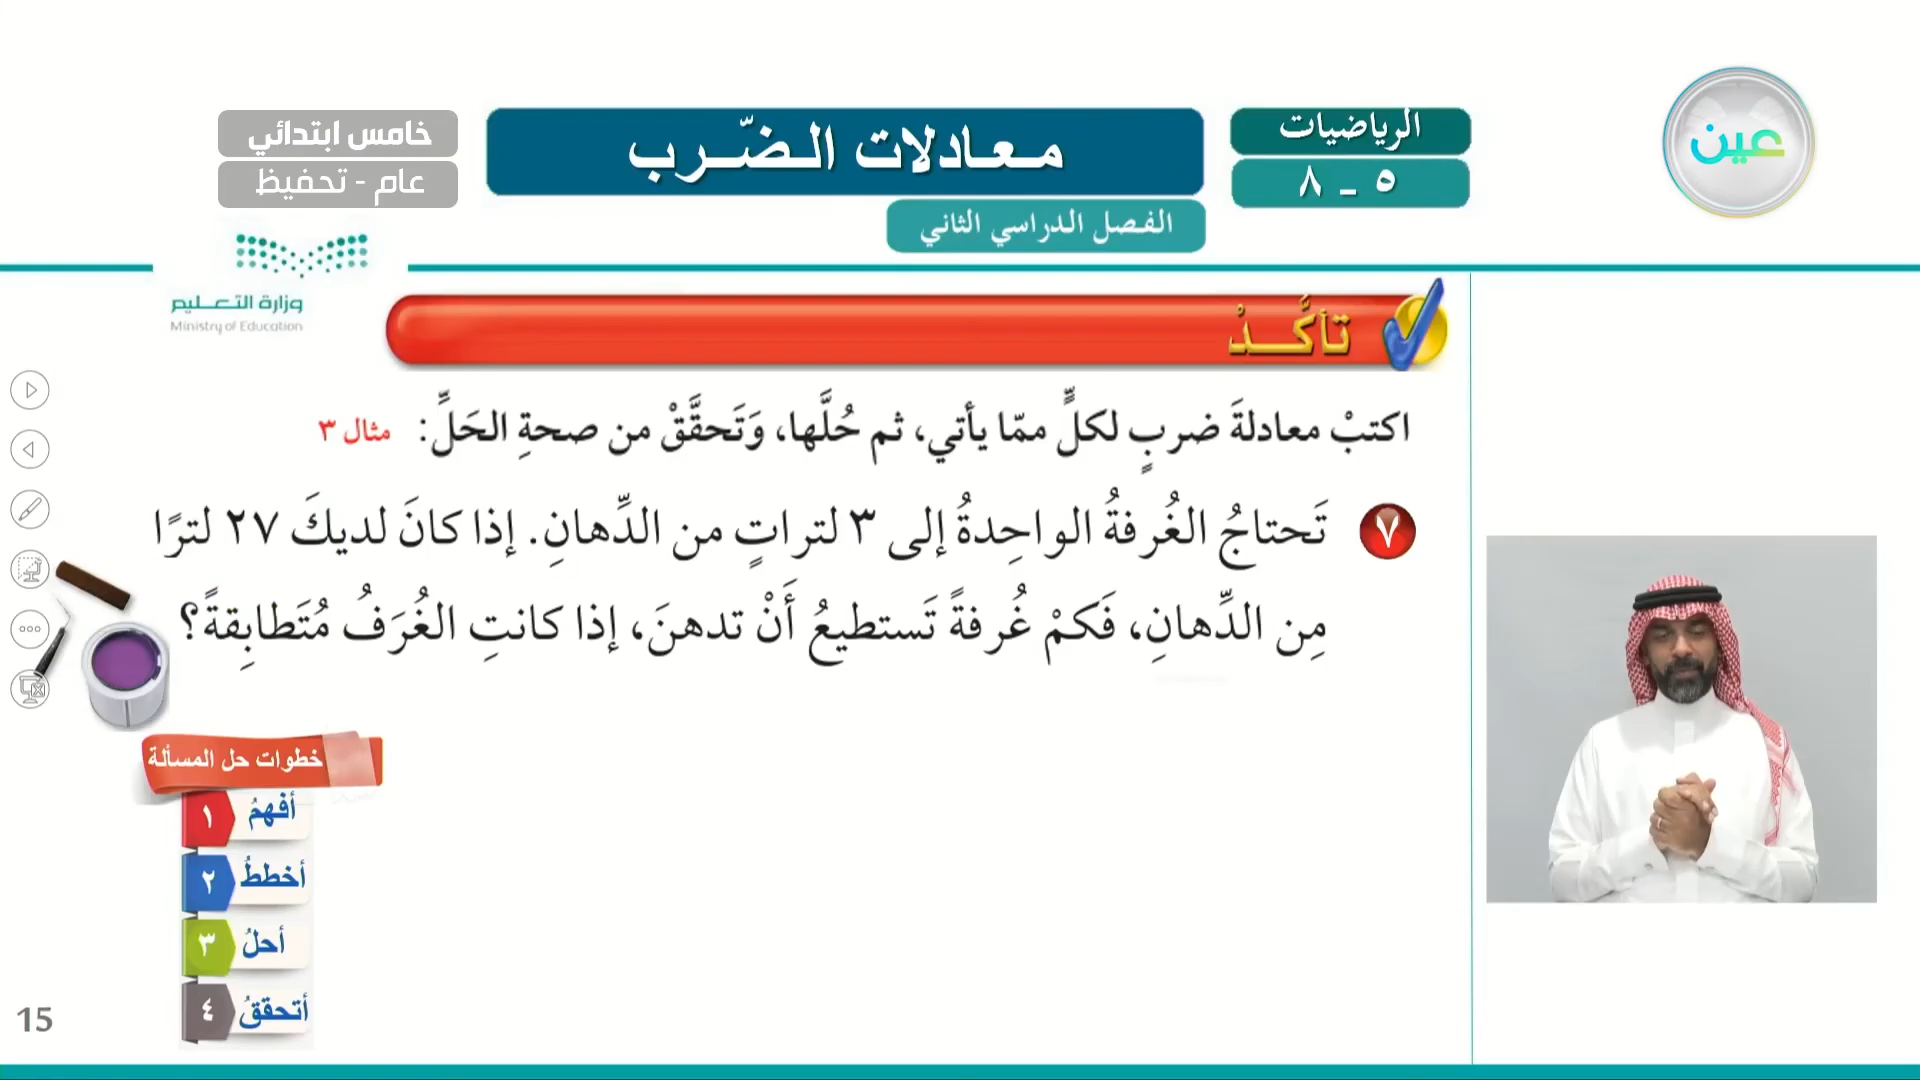 عين
الرياضيات
٥ - ٨
معادلات الضّرب
الفصل الدراسي الثاني
خامس ابتدائي
عام - تحفيظ
وزارة التعليم
Ministry of Education
تأكَّدْ
اكتبْ معادلةَ ضربٍ لكلٍّ ممّا يأتي، ثم حُلَّها، وَتَحقَّقْ من صحةِ الحَلِّ: مثال ٣
٧ تَحتاجُ الغُرفةُ الواحِدةُ إلى ٣ لتراتٍ من الدِّهانِ. إذا كانَ لديكَ ٢٧ لترًا
مِن الدِّهانِ، فَكمْ غُرفةً تَستطيعُ أَنْ تدهنَ، إذا كانتِ الغُرَفُ مُتَطابِقةً؟
خطوات حل المسألة
١ أفهمُ
٢ أخططُ
٣ أحلُ
٤ أتحققُ
15